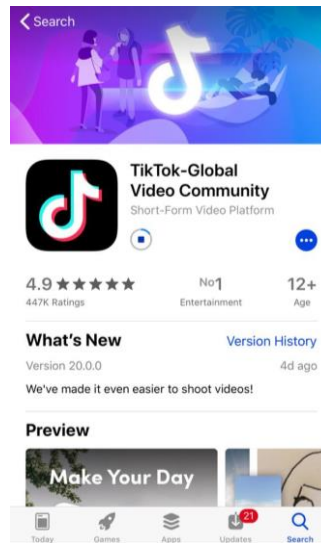 Search
TikTok-Global
Video Community
Short-Form Video Platform
4.9 ★★★★★
447K Ratings
No1
Entertainment
12+
Age
What's New
Version History
Version 20.0.0
4d ago
We've made it even easier to shoot videos!
Preview
Make Your Day
21
Today
Games
Apps
Updates
Search